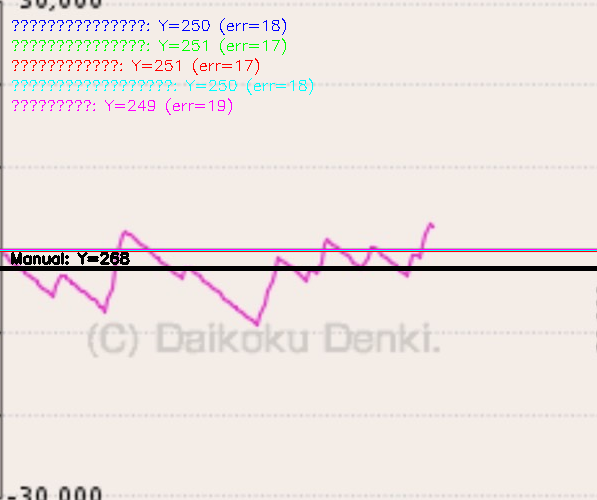 30,000
???????????????: Y=250 (err=18)
??????????????: Y=251 (err=17)
????????????: Y=251 (err=17)
??????????????????: Y=250 (err=18)
?????????: Y=249 (err=19)
Manual: Y=268
(C) Daikoku Denki.
-30,000